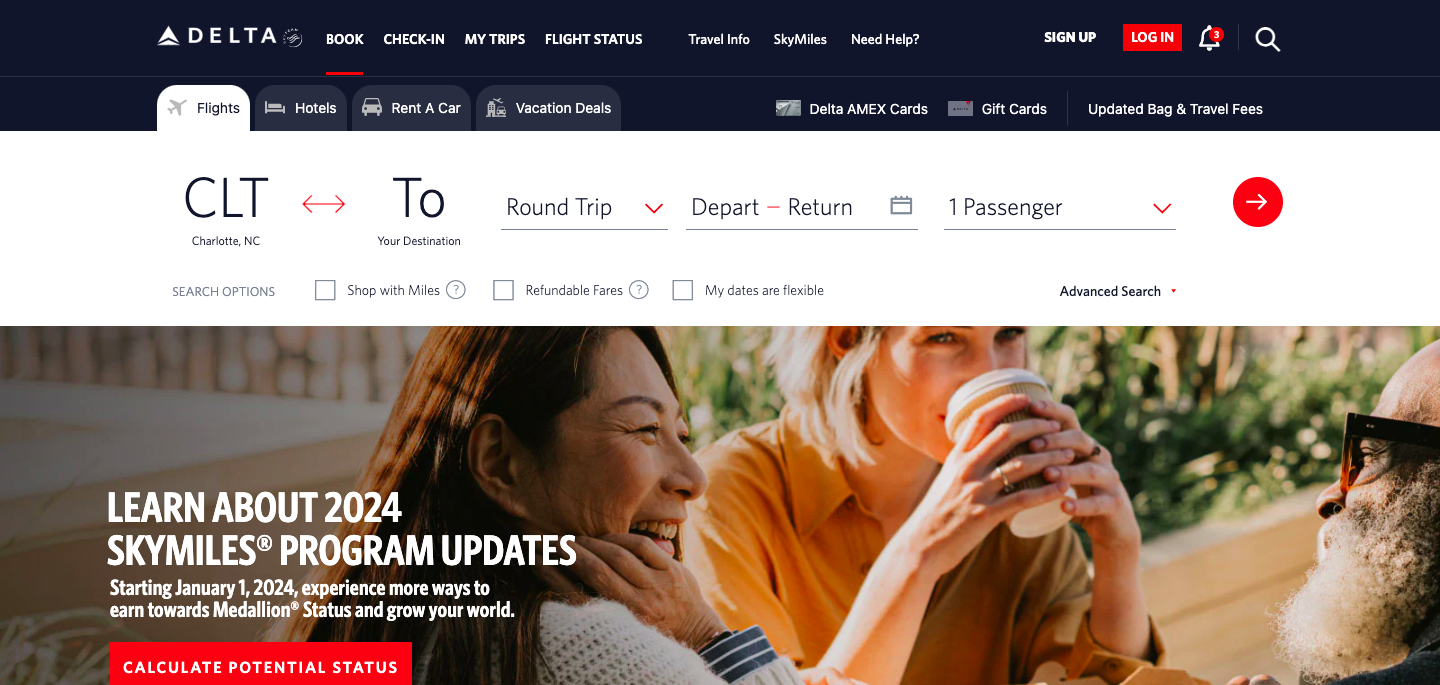 DELTA
BOOK CHECK-IN MY TRIPS FLIGHT STATUS Travel Info SkyMiles Need Help? SIGN UP LOG IN 3
Flights Hotels Rent A Car Vacation Deals Delta AMEX Cards Gift Cards Updated Bag & Travel Fees
CLT To Round Trip Depart – Return 1 Passenger
Charlotte, NC Your Destination
SEARCH OPTIONS Shop with Miles ? Refundable Fares ? My dates are flexible Advanced Search
LEARN ABOUT 2024
SKYMILES® PROGRAM UPDATES
Starting January 1, 2024, experience more ways to
earn towards Medallion® Status and grow your world.
CALCULATE POTENTIAL STATUS